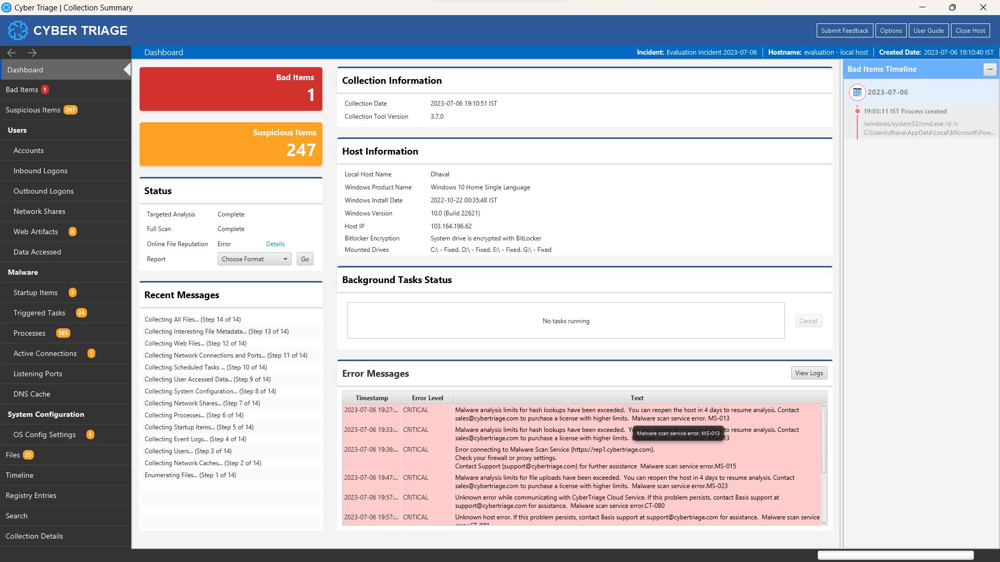 Cyber Triage | Collection Summary
CYBER TRIAGE
Submit Feedback
Options
User Guide
Close Host
Dashboard
Incident: Evaluation Incident 2023-07-06
Hostname: evaluation - local host
Created Date: 2023-07-06 19:10:40 IST
Dashboard
Bad Items 1
Suspicious Items 247
Users
Accounts
Inbound Logons
Outbound Logons
Network Shares
Web Artifacts 8
Data Accessed
Malware
Startup Items 3
Triggered Tasks 24
Processes 185
Active Connections 1
Listening Ports
DNS Cache
System Configuration
OS Config Settings 1
Files 25
Timeline
Registry Entries
Search
Collection Details
Bad Items
1
Suspicious Items
247
Status
Targeted Analysis Complete
Full Scan Complete
Online File Reputation Error Details
Report Choose Format Go
Recent Messages
Collecting All Files... (Step 14 of 14)
Collecting Interesting File Metadata... (Step 13 of 14)
Collecting Web Files... (Step 12 of 14)
Collecting Network Connections and Ports... (Step 11 of 14)
Collecting Scheduled Tasks ... (Step 10 of 14)
Collecting User Accessed Data... (Step 9 of 14)
Collecting System Configuration... (Step 8 of 14)
Collecting Network Shares... (Step 7 of 14)
Collecting Processes... (Step 6 of 14)
Collecting Startup Items... (Step 5 of 14)
Collecting Event Logs... (Step 4 of 14)
Collecting Users... (Step 3 of 14)
Collecting Network Caches... (Step 2 of 14)
Enumerating Files... (Step 1 of 14)
Collection Information
Collection Date 2023-07-06 19:10:51 IST
Collection Tool Version 3.7.0
Host Information
Local Host Name Dhaval
Windows Product Name Windows 10 Home Single Language
Windows Install Date 2022-10-22 00:35:48 IST
Windows Version 10.0 (Build 22621)
Host IP 103.164.196.62
Bitlocker Encryption System drive is encrypted with BitLocker
Mounted Drives C:\ - Fixed. D:\ - Fixed. E:\ - Fixed. G:\ - Fixed
Background Tasks Status
No tasks running
Cancel
Error Messages
View Logs
Timestamp Error Level Text
2023-07-06 19:27:... CRITICAL Malware analysis limits for hash lookups have been exceeded. You can reopen the host in 4 days to resume analysis. Contact
sales@cybertriage.com to purchase a license with higher limits. Malware scan service error. MS-013
2023-07-06 19:33:... CRITICAL Malware analysis limits for hash lookups have been exceeded. You can reopen the host in 4 days to resume analysis. Contact
sales@cybertriage.com to purchase a license with higher limits. Malware scan service error. MS-013
Malware scan service error. MS-013
2023-07-06 19:36:... CRITICAL Error connecting to Malware Scan Service (https://rep1.cybertriage.com).
Check your firewall or proxy settings.
Contact Support (support@cybertriage.com) for further assistance Malware scan service error.MS-015
2023-07-06 19:47:... CRITICAL Malware analysis limits for file uploads have been exceeded. You can reopen the host in 4 days to resume analysis. Contact
sales@cybertriage.com to purchase a license with higher limits. Malware scan service error.MS-023
2023-07-06 19:57:... CRITICAL Unknown error while communicating with CyberTriage Cloud Service. If this problem persists, contact Basis support at
support@cybertriage.com for assistance. Malware scan service error.CT-080
2023-07-06 19:57:... CRITICAL Unknown host error. If this problem persists, contact Basis support at support@cybertriage.com for assistance. Malware scan service
Bad Items Timeline
2023-07-06
19:03:11 IST Process created
/windows/system32/cmd.exe /d /c
C:\Users\dhava\AppData\Local\Microsoft\Pow...